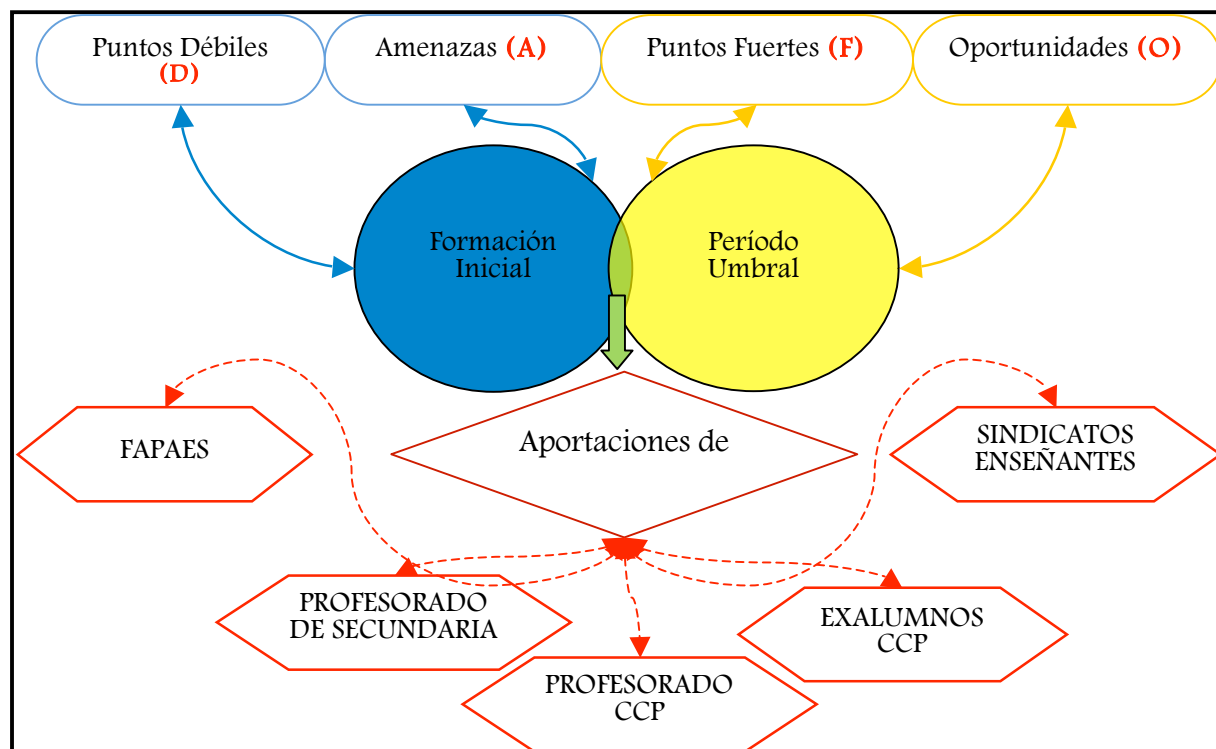 Puntos Débiles
(D)
Amenazas (A)
Puntos Fuertes (F)
Oportunidades (O)
Formación
Inicial
Período
Umbral
Aportaciones de
FAPAES
SINDICATOS
ENSEÑANTES
PROFESORADO
DE SECUNDARIA
EXALUMNOS
CCP
PROFESORADO
CCP